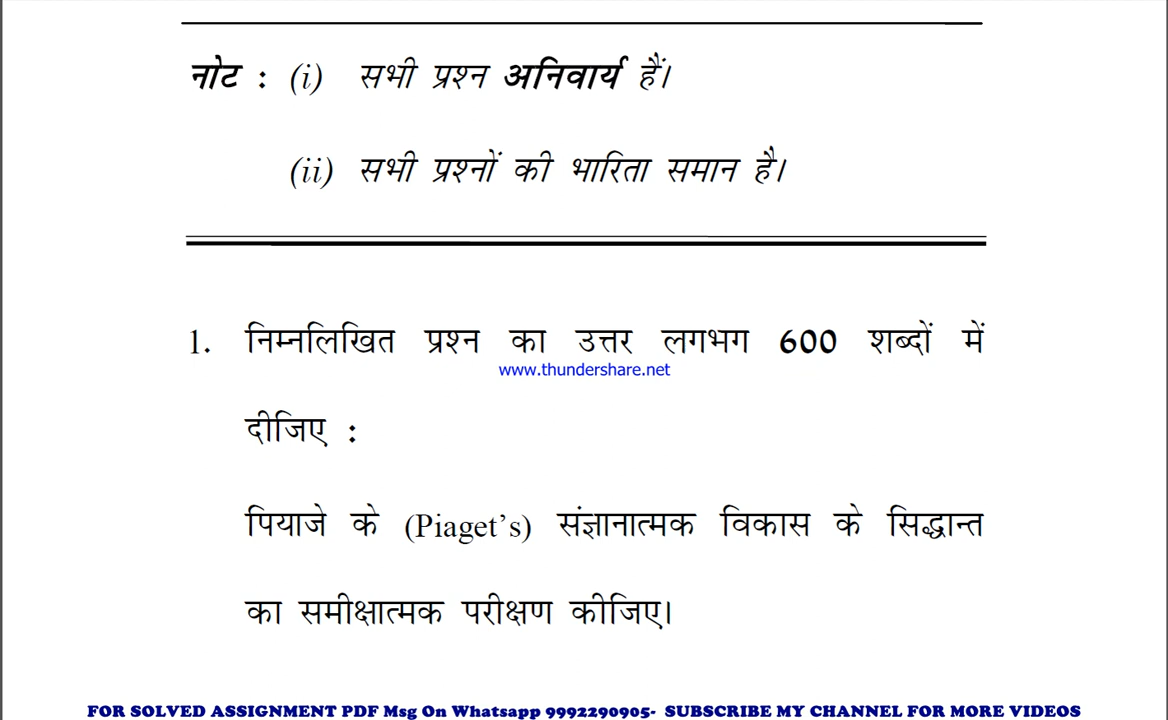 नोट : (i) सभी प्रश्न अनिवार्य हैं।
(ii) सभी प्रश्नों की भारिता समान है।
1. निम्नलिखित प्रश्न का उत्तर लगभग 600 शब्दों में
www.thundershare.net
दीजिए :
पियाजे के (Piaget's) संज्ञानात्मक विकास के सिद्धान्त
का समीक्षात्मक परीक्षण कीजिए।
FOR SOLVED ASSIGNMENT PDF Msg On Whatsapp 9992290905- SUBSCRIBE MY CHANNEL FOR MORE VIDEOS